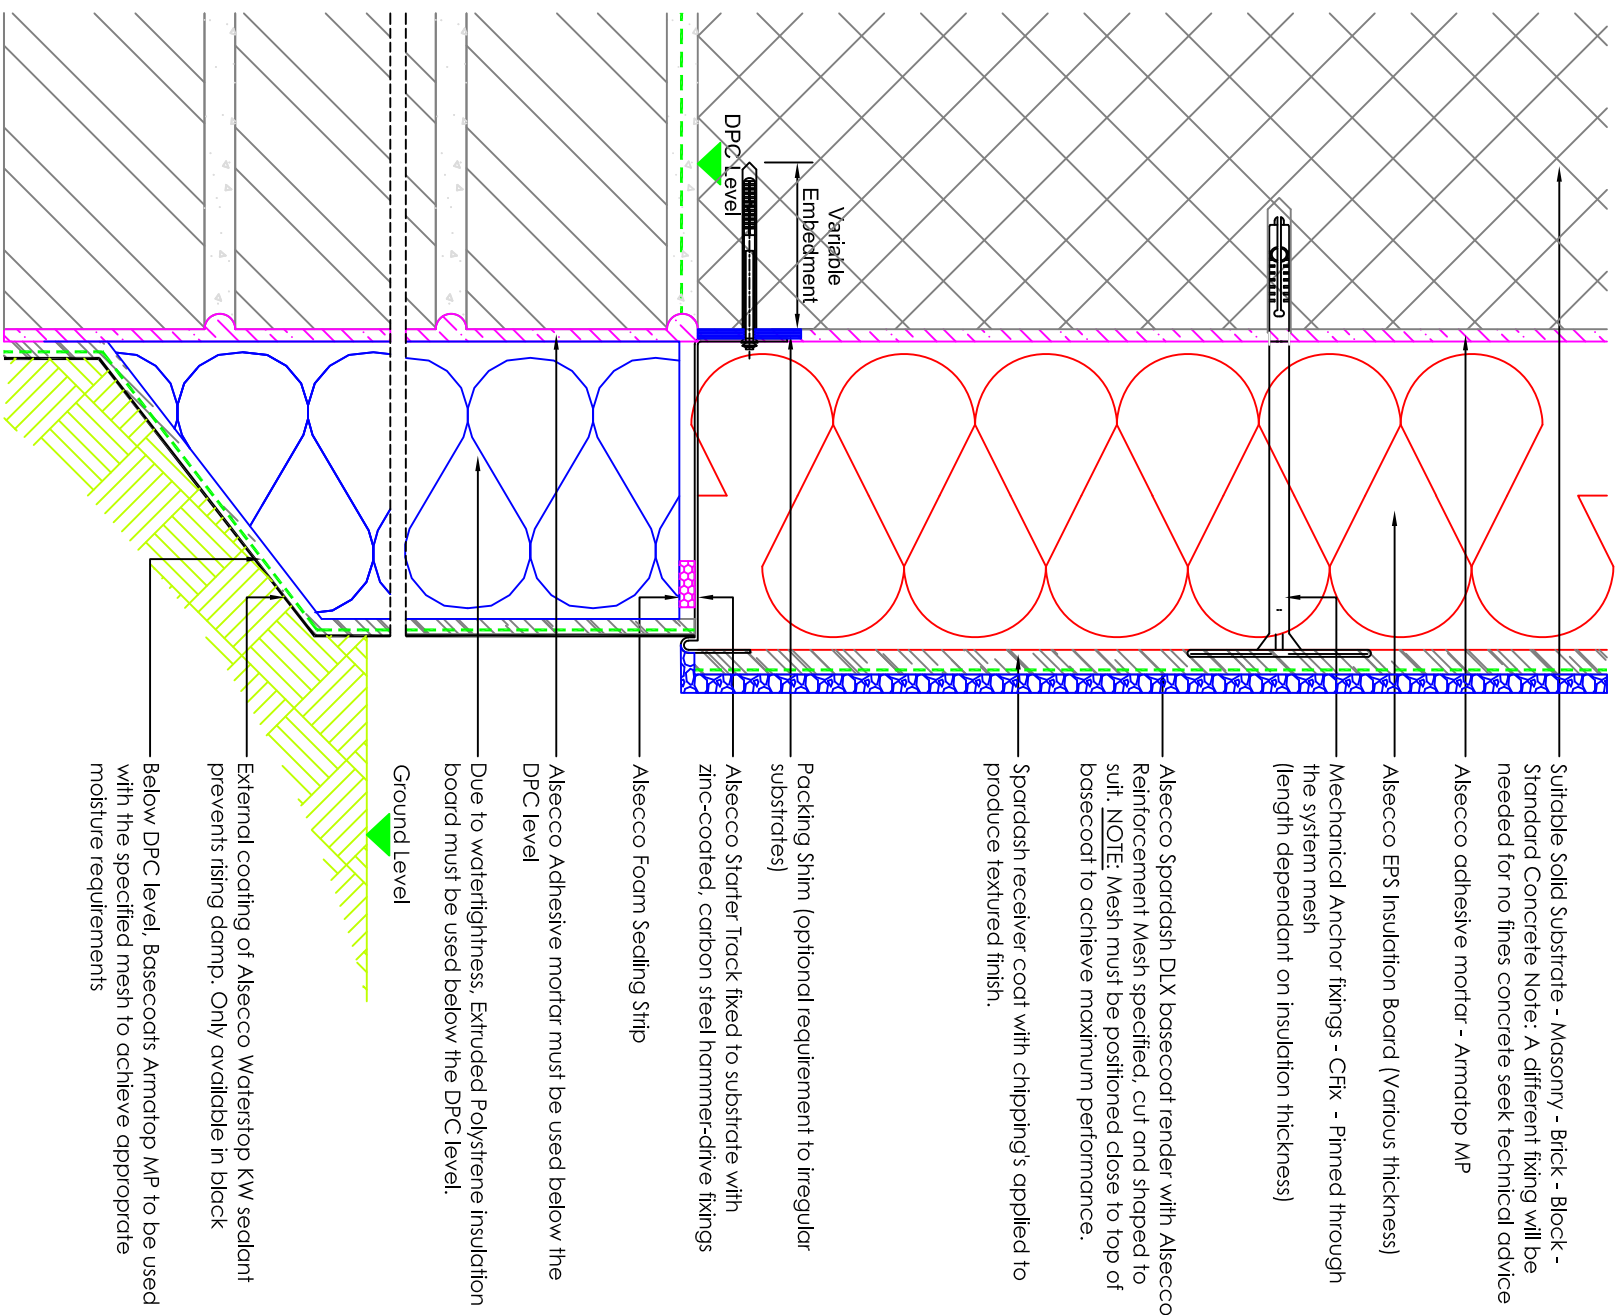 Suitable Solid Substrate - Masonry - Brick - Block -
Standard Concrete Note: A different fixing will be
needed for no fines concrete seek technical advice
Alsecco adhesive mortar - Armatop MP
Alsecco EPS Insulation Board (Various thickness)
Mechanical Anchor fixings - CFix - Pinned through
the system mesh
(length dependant on insulation thickness)
Alsecco Spardash DLX basecoat render with Alsecco
Reinforcement Mesh specified, cut and shaped to
suit. NOTE: Mesh must be positioned close to top of
basecoat to achieve maximum performance.
Spardash receiver coat with chipping's applied to
produce textured finish.
Variable
Embedment
DPC Level
Packing Shim (optional requirement to irregular
substrates)
Alsecco Starter Track fixed to substrate with
zinc-coated, carbon steel hammer-drive fixings
Alsecco Foam Sealing Strip
Alsecco Adhesive mortar must be used below the
DPC level
Due to watertightness, Extruded Polystrene insulation
board must be used below the DPC level.
Ground Level
External coating of Alsecco Waterstop KW sealant
prevents rising damp. Only available in black
Below DPC level, Basecoats Armatop MP to be used
with the specified mesh to achieve approprate
moisture requirements